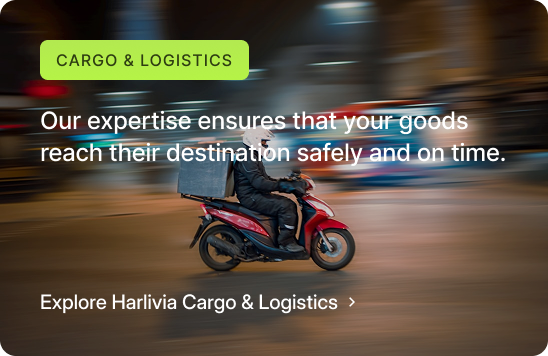 CARGO & LOGISTICS
Our expertise ensures that your goods
reach their destination safely and on time.
Explore Harlivia Cargo & Logistics >